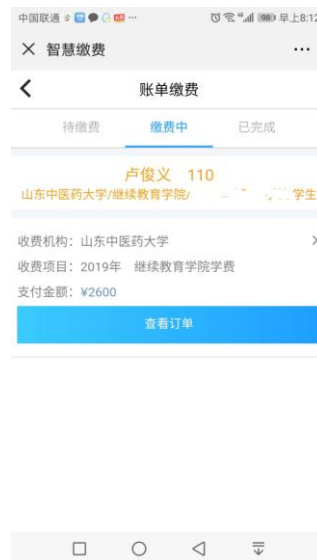 中国联通
早上8:12
智慧缴费
账单缴费
待缴费 缴费中 已完成
卢俊义 110
山东中医药大学/继续教育学院/ 学生
收费机构：山东中医药大学
收费项目：2019年 继续教育学院学费
支付金额：¥2600
查看订单